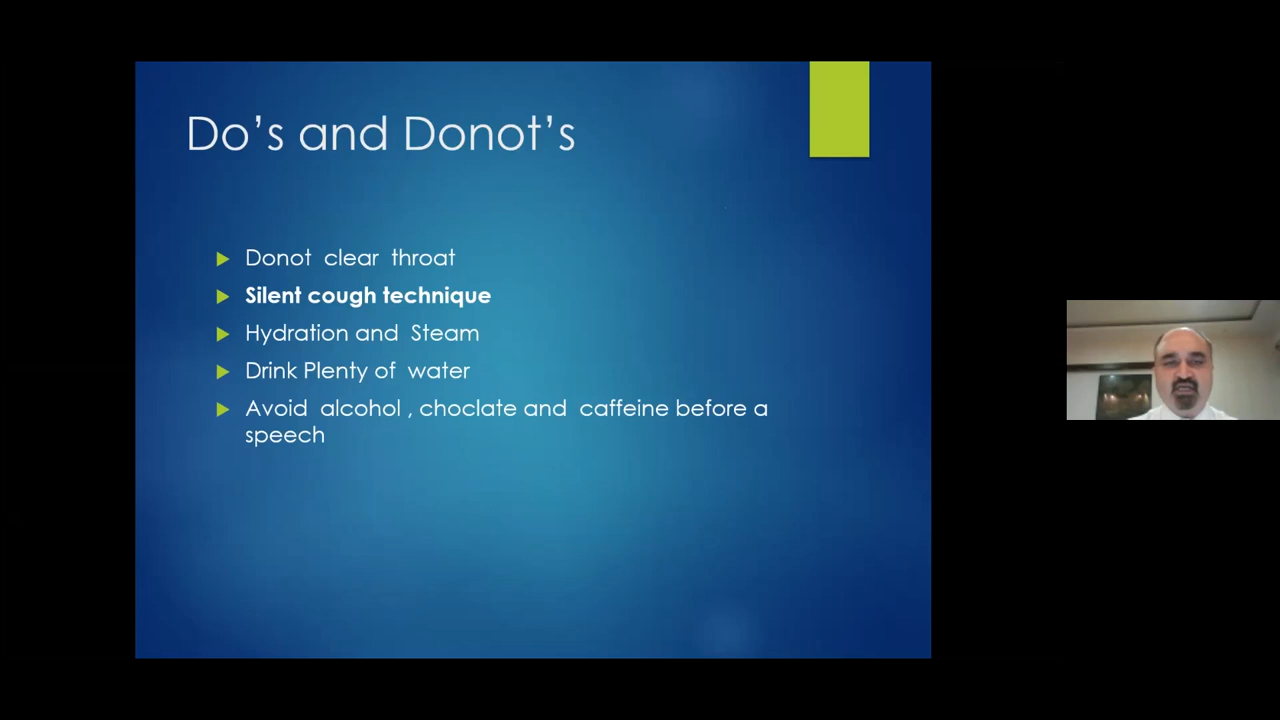 Do's and Donot's
Donot clear throat
Silent cough technique
Hydration and Steam
Drink Plenty of water
Avoid alcohol , choclate and caffeine before a
speech